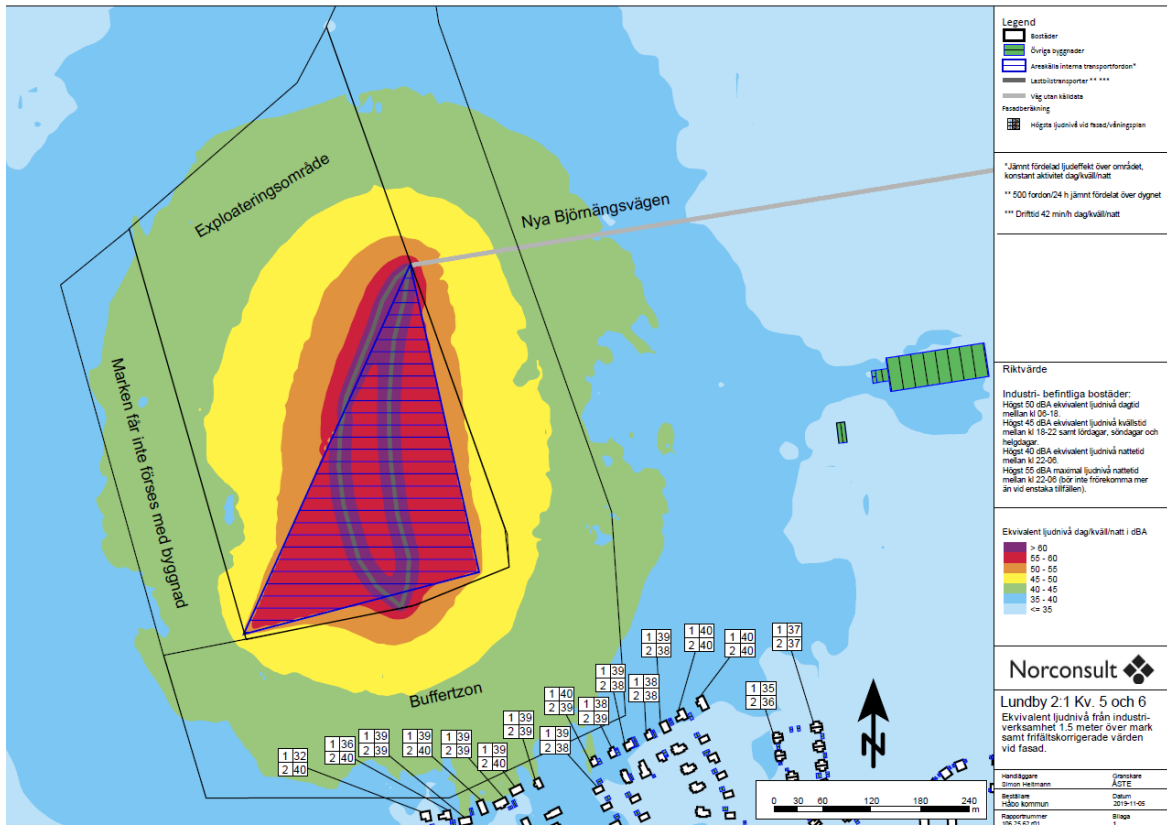 Exploateringsområde
Nya Björnängsvägen
Marken får inte förses med byggnad
Buffertzon
1 32
2 40
1 36
2 40
1 39
2 39
1 39
2 40
1 39
2 39
1 39
2 40
1 39
2 39
1 39
2 38
1 40
2 39
1 38
2 39
1 39
2 38
1 38
2 38
1 39
2 38
1 40
2 40
1 40
2 40
1 35
2 36
1 37
2 37
N
0 30 60 120 180 240
m
Legend
Bostäder
Övriga byggnader
Areakälla interna transportfordon*
Lastbilstransporter ** ***
Väg utan källdata
Fasadberäkning
Högsta ljudnivå vid fasad/våningsplan
*Jämnt fördelad ljudeffekt över området,
konstant aktivitet dag/kväll/natt
** 500 fordon/24 h jämnt fördelat över dygnet
*** Drifttid 42 min/h dag/kväll/natt
Riktvärde
Industri- befintliga bostäder:
Högst 50 dBA ekvivalent ljudnivå dagtid
mellan kl 06-18.
Högst 45 dBA ekvivalent ljudnivå kvällstid
mellan kl 18-22 samt lördagar, söndagar och
helgdagar.
Högst 40 dBA ekvivalent ljudnivå nattetid
mellan kl 22-06.
Högst 55 dBA maximal ljudnivå nattetid
mellan kl 22-06 (bör inte förekomma mer
än vid enstaka tillfällen).
Ekvivalent ljudnivå dag/kväll/natt i dBA
> 60
55 - 60
50 - 55
45 - 50
40 - 45
35 - 40
<= 35
Norconsult
Lundby 2:1 Kv. 5 och 6
Ekvivalent ljudnivå från industri-
verksamhet 1.5 meter över mark
samt frifältskorrigerade värden
vid fasad.
Handläggare
Simon Heitmann
Granskare
ÅSTE
Beställare
Håbo kommun
Datum
2019-11-05
Rapportnummer
Bilaga
1